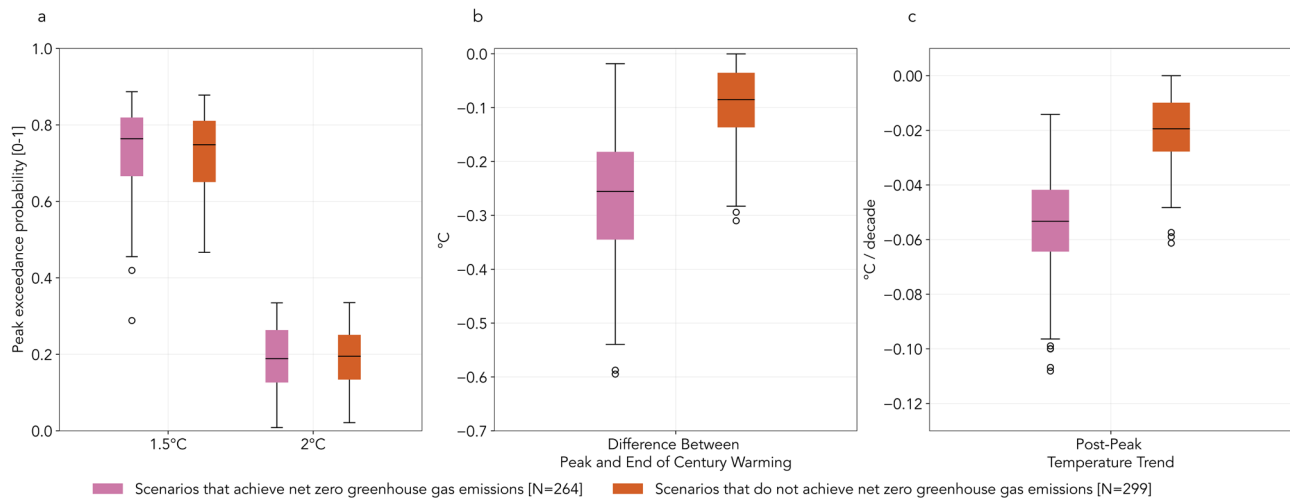 a
b
c
Peak exceedance probability [0-1]
1.0
0.8
0.6
0.4
0.2
0.0
1.5°C
2°C
°C
0.0
−0.1
−0.2
−0.3
−0.4
−0.5
−0.6
−0.7
Difference Between
Peak and End of Century Warming
°C / decade
0.00
−0.02
−0.04
−0.06
−0.08
−0.10
−0.12
Post-Peak
Temperature Trend
Scenarios that achieve net zero greenhouse gas emissions [N=264]
Scenarios that do not achieve net zero greenhouse gas emissions [N=299]